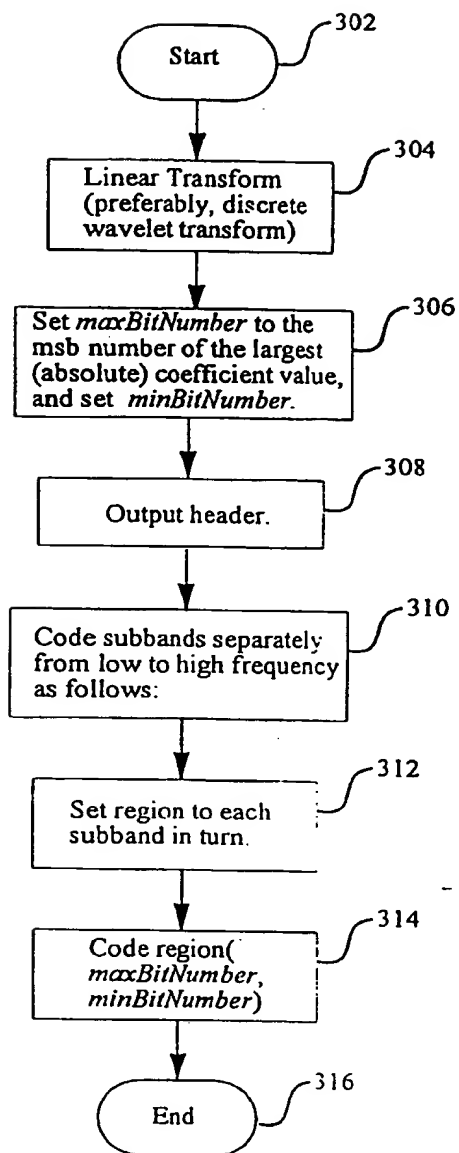 302
Start
304
Linear Transform
(preferably, discrete
wavelet transform)
306
Set maxBitNumber to the
msb number of the largest
(absolute) coefficient value,
and set minBitNumber.
308
Output header.
310
Code subbands separately
from low to high frequency
as follows:
312
Set region to each
subband in turn.
314
Code region(
maxBitNumber,
minBitNumber)
316
End